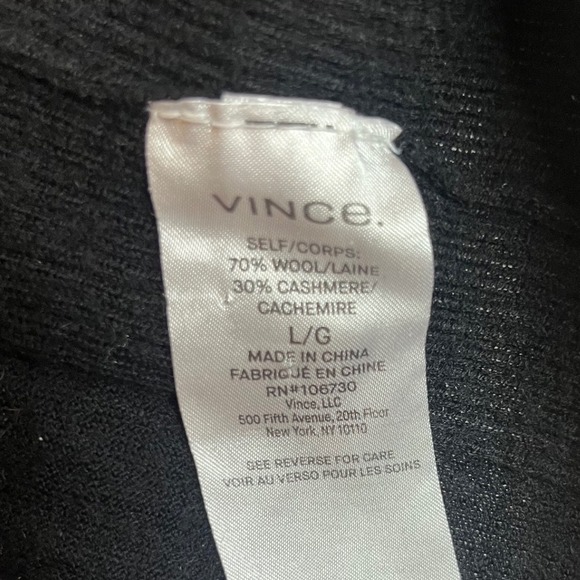 VINCE.
SELF/CORPS:
70% WOOL/LAINE
30% CASHMERE/
CACHEMIRE
L/G
MADE IN CHINA
FABRIQUÉ EN CHINE
RN#106730
Vince, LLC
500 Fifth Avenue, 20th Floor
New York, NY 10110
SEE REVERSE FOR CARE
VOIR AU VERSO POUR LES SOINS